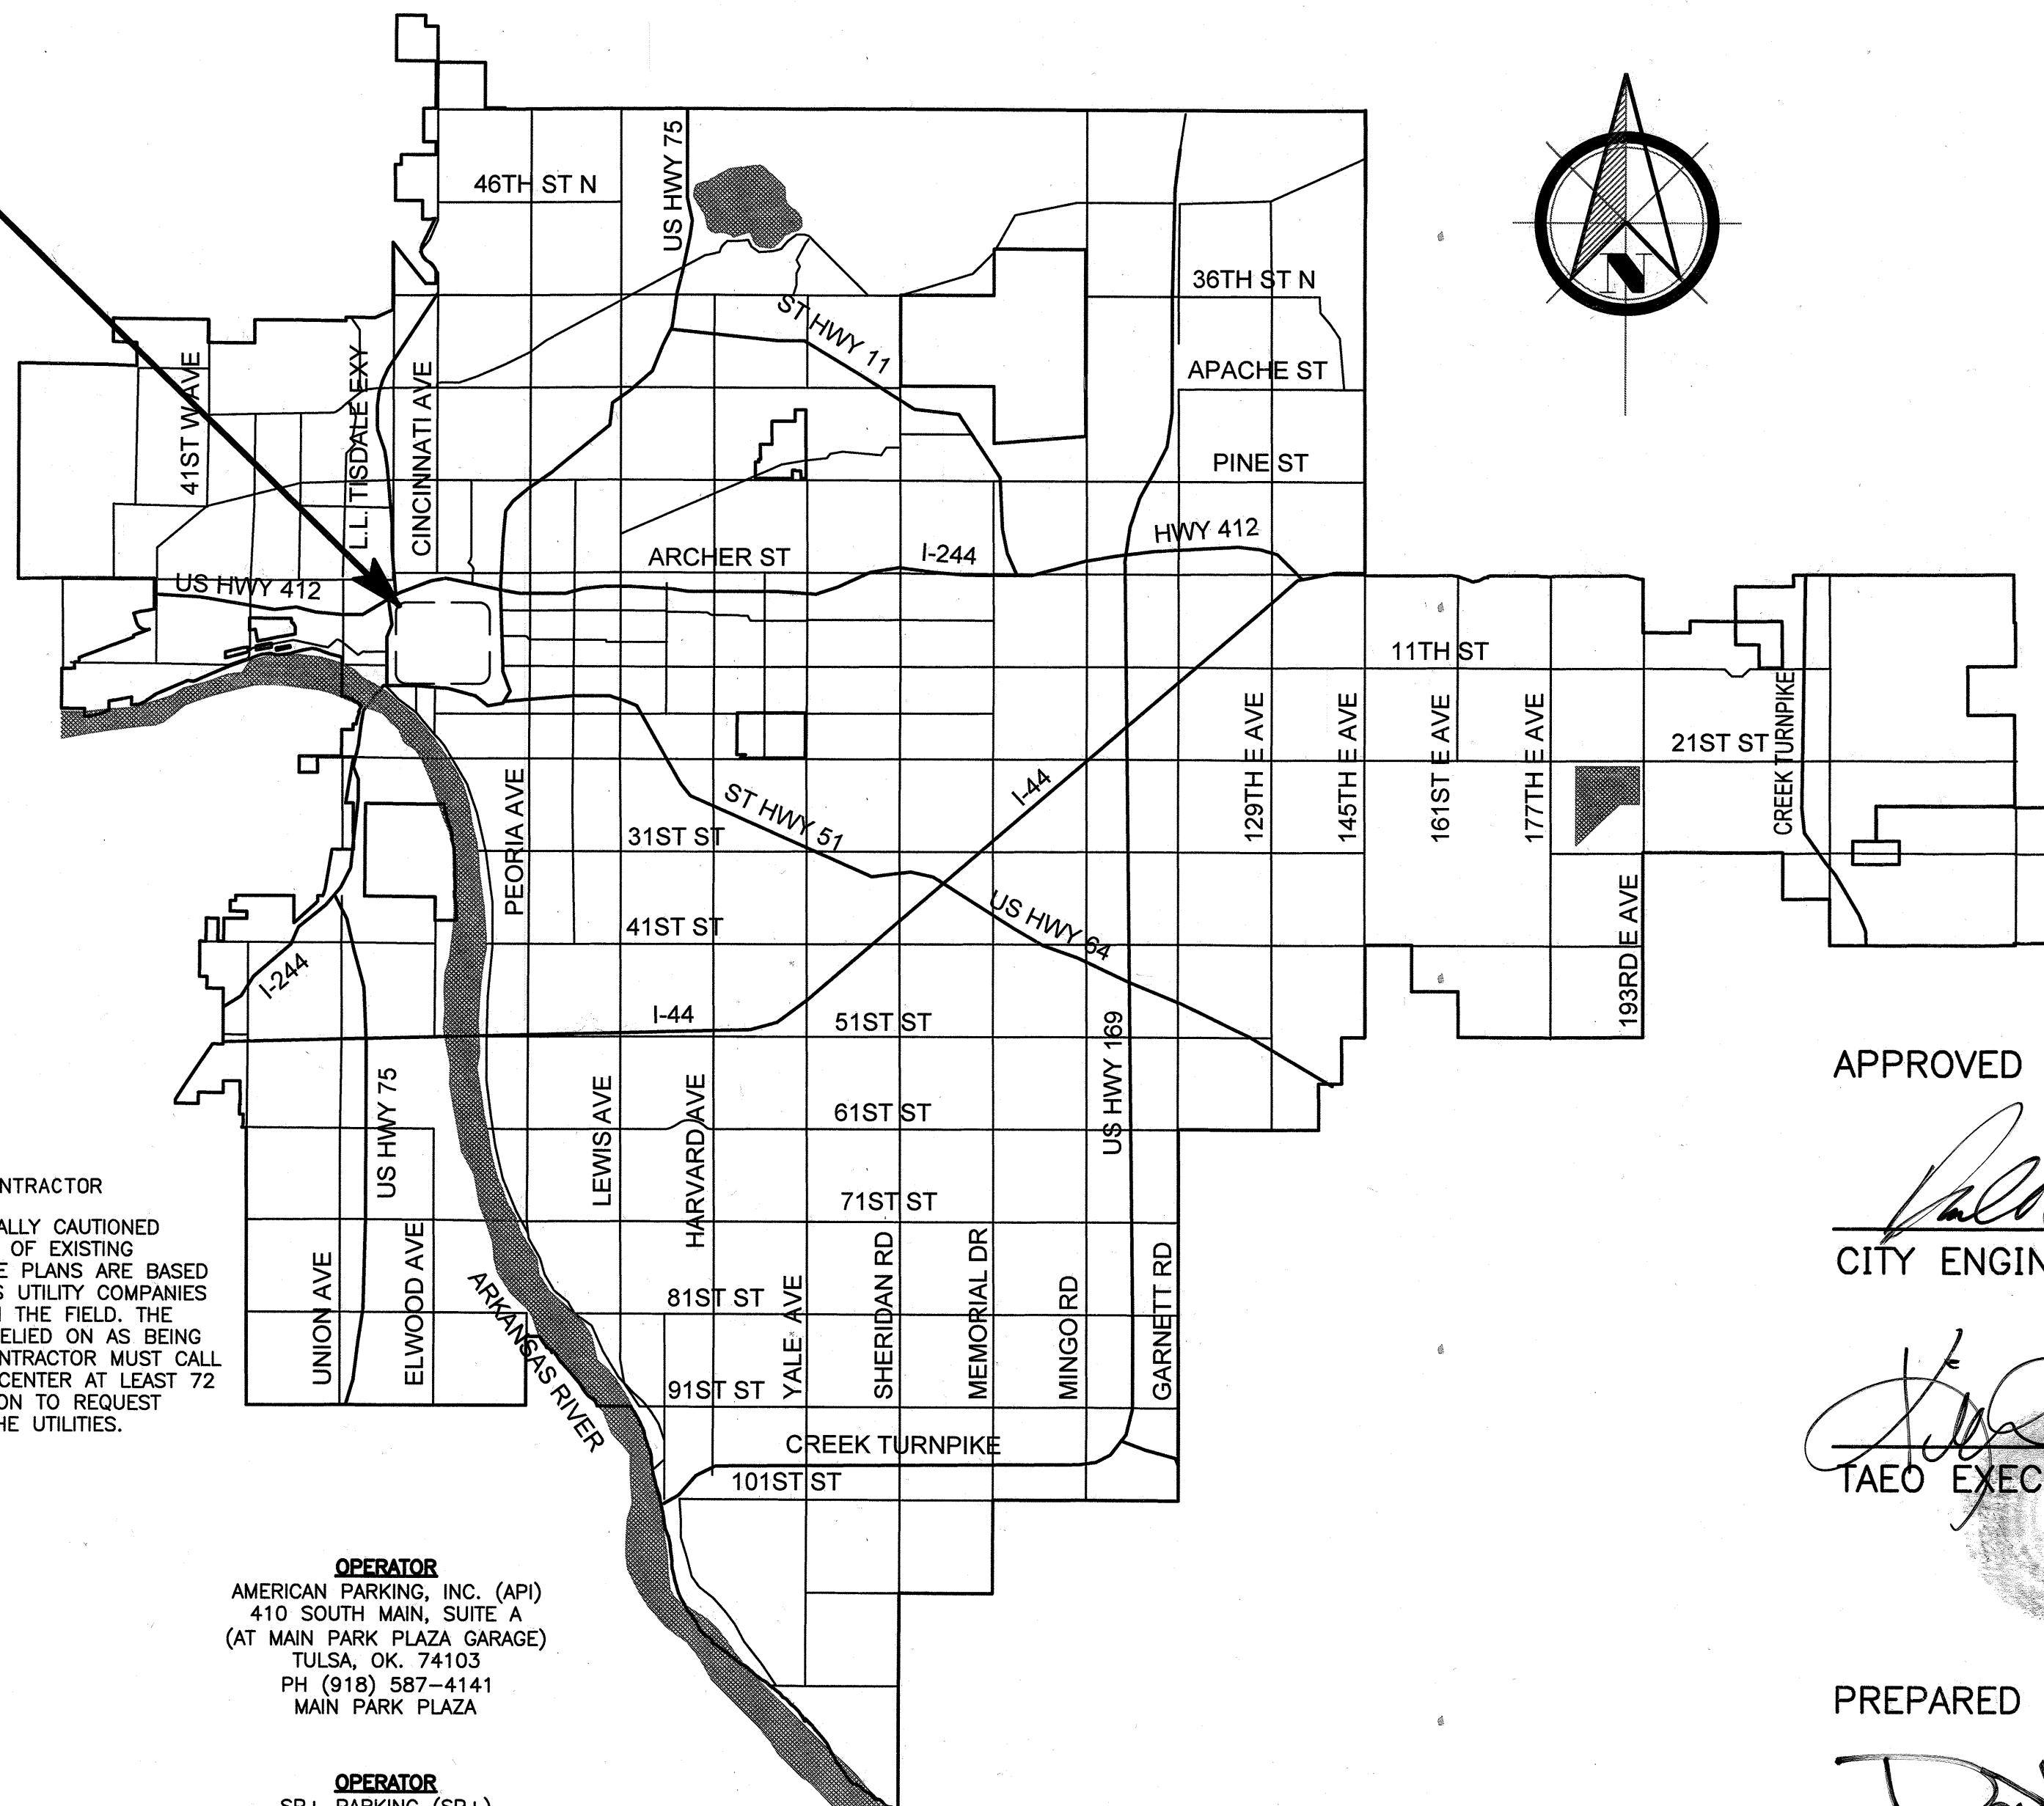 46TH ST N
US HWY 75
36TH ST N
ST HWY 11
41ST W AVE
L.L. TISDALE EXY
CINCINNATI AVE
APACHE ST
PINE ST
HWY 412
ARCHER ST
I-244
US HWY 412
11TH ST
129TH E AVE
145TH E AVE
161ST E AVE
177TH E AVE
21ST ST
CREEK TURNPIKE
PEORIA AVE
ST HWY 51
I-44
31ST ST
US HWY 64
41ST ST
193RD E AVE
I-244
I-44
51ST ST
US HWY 169
US HWY 75
LEWIS AVE
HARVARD AVE
61ST ST
71ST ST
UNION AVE
ELWOOD AVE
ARKANSAS RIVER
81ST ST
YALE AVE
SHERIDAN RD
MEMORIAL DR
MINGO RD
GARNETT RD
91ST ST
CREEK TURNPIKE
101ST ST
N
NTRACTOR
ALLY CAUTIONED
OF EXISTING
E PLANS ARE BASED
S UTILITY COMPANIES
THE FIELD. THE
ELIED ON AS BEING
NTRACTOR MUST CALL
CENTER AT LEAST 72
ON TO REQUEST
HE UTILITIES.
OPERATOR
AMERICAN PARKING, INC. (API)
410 SOUTH MAIN, SUITE A
(AT MAIN PARK PLAZA GARAGE)
TULSA, OK. 74103
PH (918) 587-4141
MAIN PARK PLAZA
OPERATOR
APPROVED
CITY ENGIN
TAEO EXEC
PREPARED